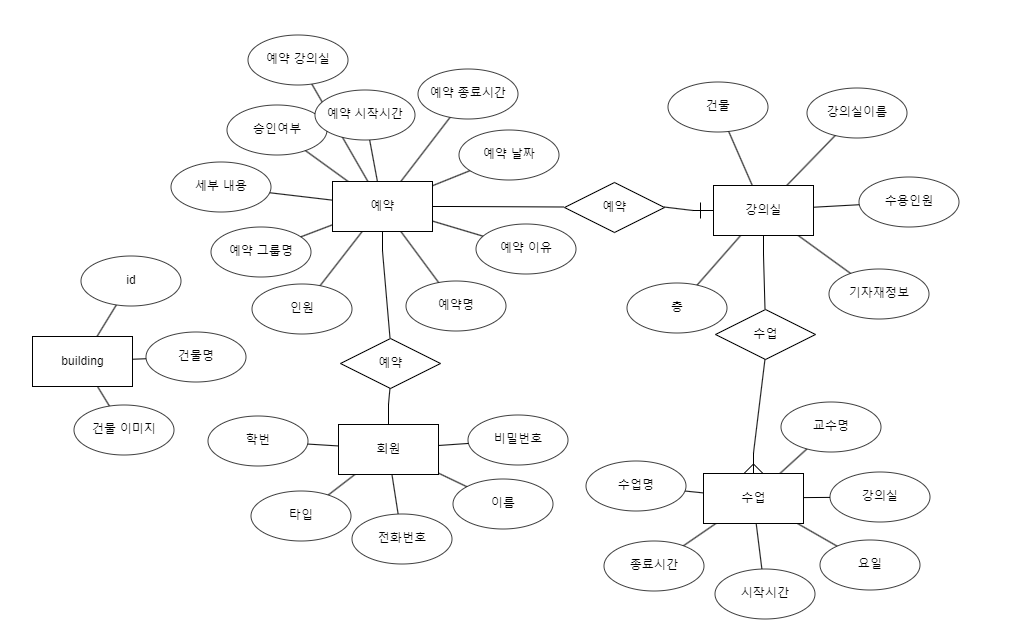 예약 강의실
예약 시작시간
예약 종료시간
승인여부
예약 날짜
세부 내용
예약
예약 그룹명
예약 이유
인원
예약명
예약
건물
강의실이름
강의실
수용인원
층
기자재정보
수업
id
building
건물명
건물 이미지
예약
학번
회원
비밀번호
타입
이름
전화번호
교수명
수업명
수업
강의실
종료시간
시작시간
요일